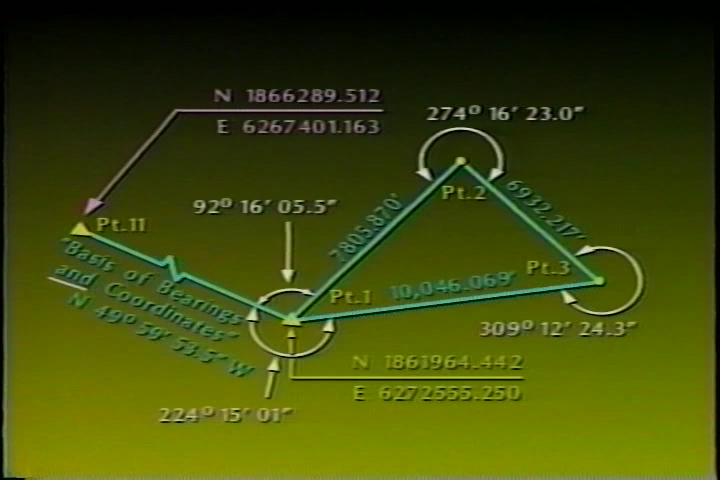 N 1866289.512
E 6267401.163
274° 16' 23.0"
92° 16' 05.5"
Pt.2
6932.217'
7805.870'
Pt.11
"Basis of Bearings
and Coordinates"
N 49° 59' 53.5" W
Pt.3
Pt.1
10,046.069'
309° 12' 24.3"
N 1861964.442
E 6272555.250
224° 15' 01"